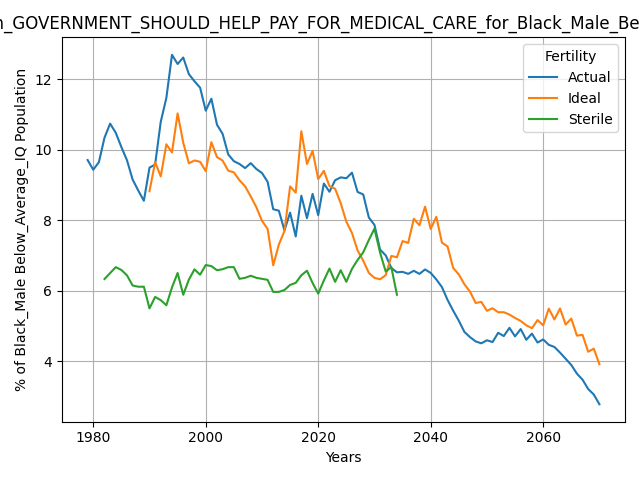 n_GOVERNMENT_SHOULD_HELP_PAY_FOR_MEDICAL_CARE_for_Black_Male_Be
% of Black_Male Below_Average_IQ Population
12
10
8
6
4
Fertility
Actual
Ideal
Sterile
1980 2000 2020 2040 2060
Years